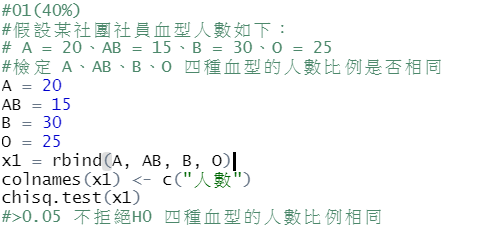 #01(40%)
#假設某社團社員血型人數如下：
# A = 20、AB = 15、B = 30、O = 25
#檢定 A、AB、B、O 四種血型的人數比例是否相同
A = 20
AB = 15
B = 30
O = 25
x1 = rbind(A, AB, B, O)
colnames(x1) <- c("人數")
chisq.test(x1)
#>0.05 不拒絕H0 四種血型的人數比例相同